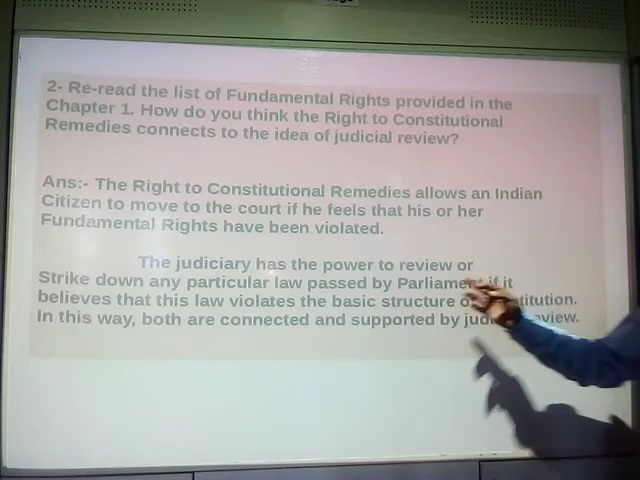 2- Re-read the list of Fundamental Rights provided in the
Chapter 1. How do you think the Right to Constitutional
Remedies connects to the idea of judicial review?
Ans:- The Right to Constitutional Remedies allows an Indian
Citizen to move to the court if he feels that his or her
Fundamental Rights have been violated.
The judiciary has the power to review or
Strike down any particular law passed by Parliament if it
believes that this law violates the basic structure of
In this way, both are connected and supported by